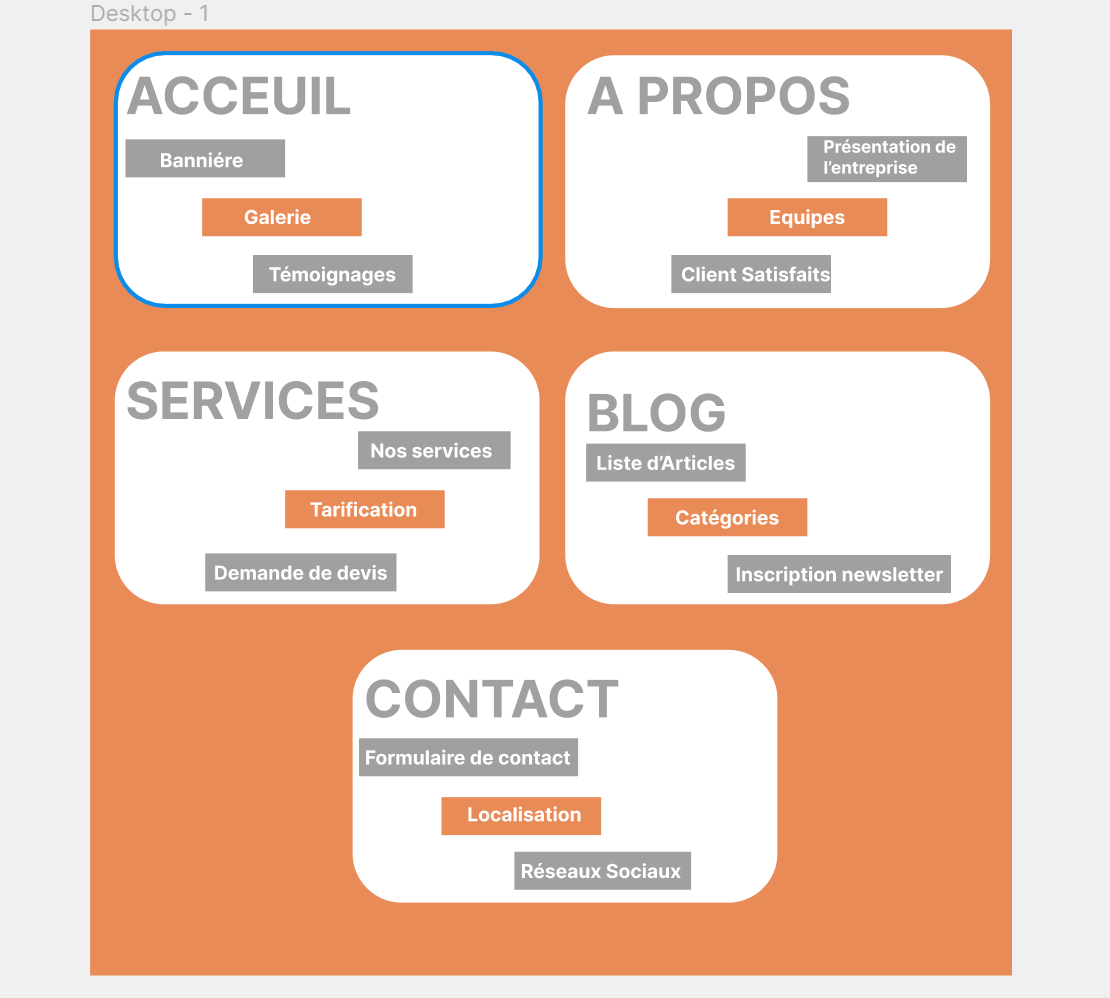 Desktop - 1
ACCEUIL
Banniére
Galerie
Témoignages
A PROPOS
Présentation de
l'entreprise
Equipes
Client Satisfaits
SERVICES
Nos services
Tarification
Demande de devis
BLOG
Liste d'Articles
Catégories
Inscription newsletter
CONTACT
Formulaire de contact
Localisation
Réseaux Sociaux